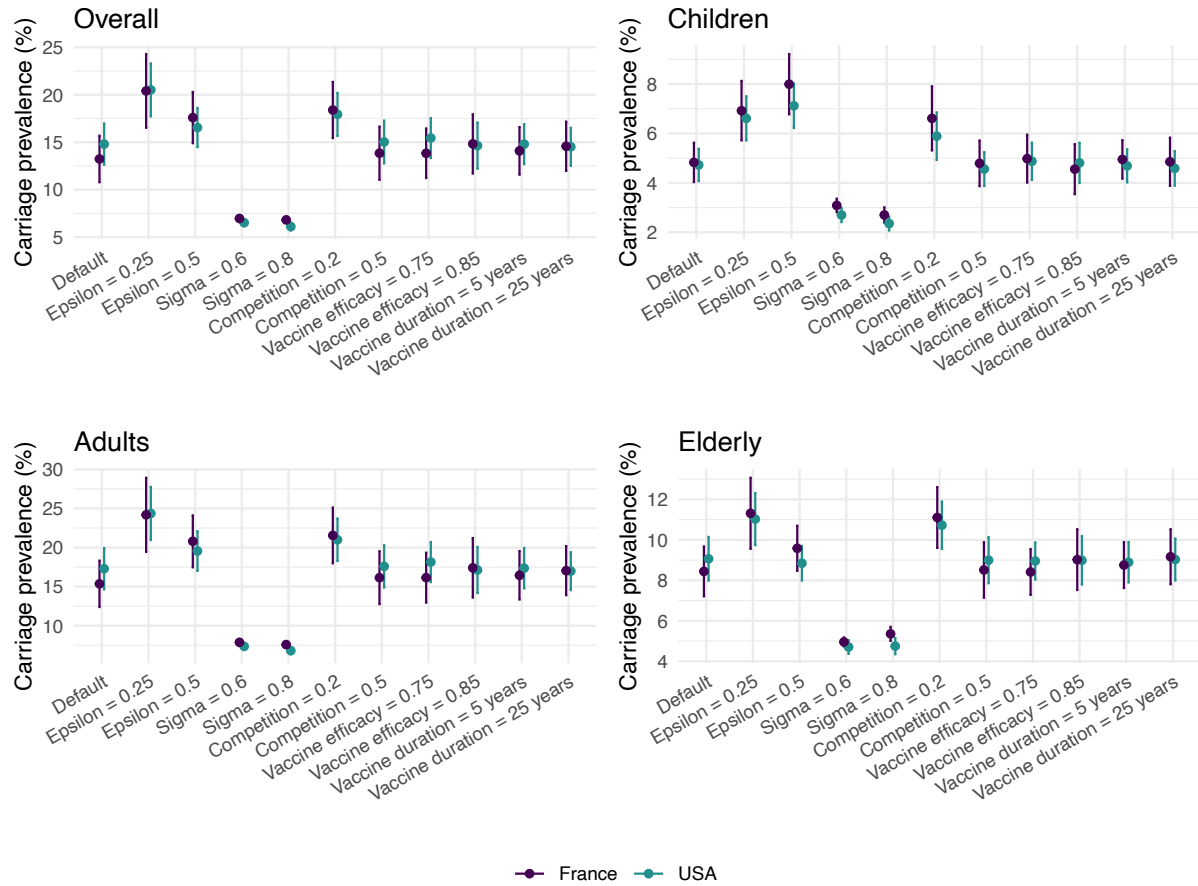 Overall
Carriage prevalence (%)
25
20
15
10
5
Default
Epsilon = 0.25
Epsilon = 0.5
Sigma = 0.6
Sigma = 0.8
Competition = 0.2
Competition = 0.5
Vaccine efficacy = 0.75
Vaccine efficacy = 0.85
Vaccine duration = 5 years
Vaccine duration = 25 years
Children
Carriage prevalence (%)
8
6
4
2
Default
Epsilon = 0.25
Epsilon = 0.5
Sigma = 0.6
Sigma = 0.8
Competition = 0.2
Competition = 0.5
Vaccine efficacy = 0.75
Vaccine efficacy = 0.85
Vaccine duration = 5 years
Vaccine duration = 25 years
Adults
Carriage prevalence (%)
30
25
20
15
10
Default
Epsilon = 0.25
Epsilon = 0.5
Sigma = 0.6
Sigma = 0.8
Competition = 0.2
Competition = 0.5
Vaccine efficacy = 0.75
Vaccine efficacy = 0.85
Vaccine duration = 5 years
Vaccine duration = 25 years
Elderly
Carriage prevalence (%)
12
10
8
6
4
Default
Epsilon = 0.25
Epsilon = 0.5
Sigma = 0.6
Sigma = 0.8
Competition = 0.2
Competition = 0.5
Vaccine efficacy = 0.75
Vaccine efficacy = 0.85
Vaccine duration = 5 years
Vaccine duration = 25 years
France USA